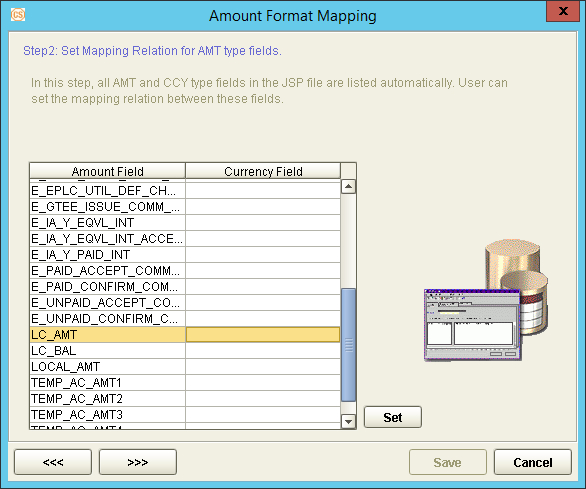 Amount Format Mapping
Step2: Set Mapping Relation for AMT type fields.
In this step, all AMT and CCY type fields in the JSP file are listed automatically. User can
set the mapping relation between these fields.
Amount Field Currency Field
E_EPLC_UTIL_DEF_CH...
E_GTEE_ISSUE_COMM_...
E_IA_Y_EQVL_INT
E_IA_Y_EQVL_INT_ACCE...
E_IA_Y_PAID_INT
E_PAID_ACCEPT_COMM...
E_PAID_CONFIRM_COM...
E_UNPAID_ACCEPT_CO...
E_UNPAID_CONFIRM_C...
LC_AMT
LC_BAL
LOCAL_AMT
TEMP_AC_AMT1
TEMP_AC_AMT2
TEMP_AC_AMT3
TEMP_AC_AMT4
Set
<<< >>> Save Cancel